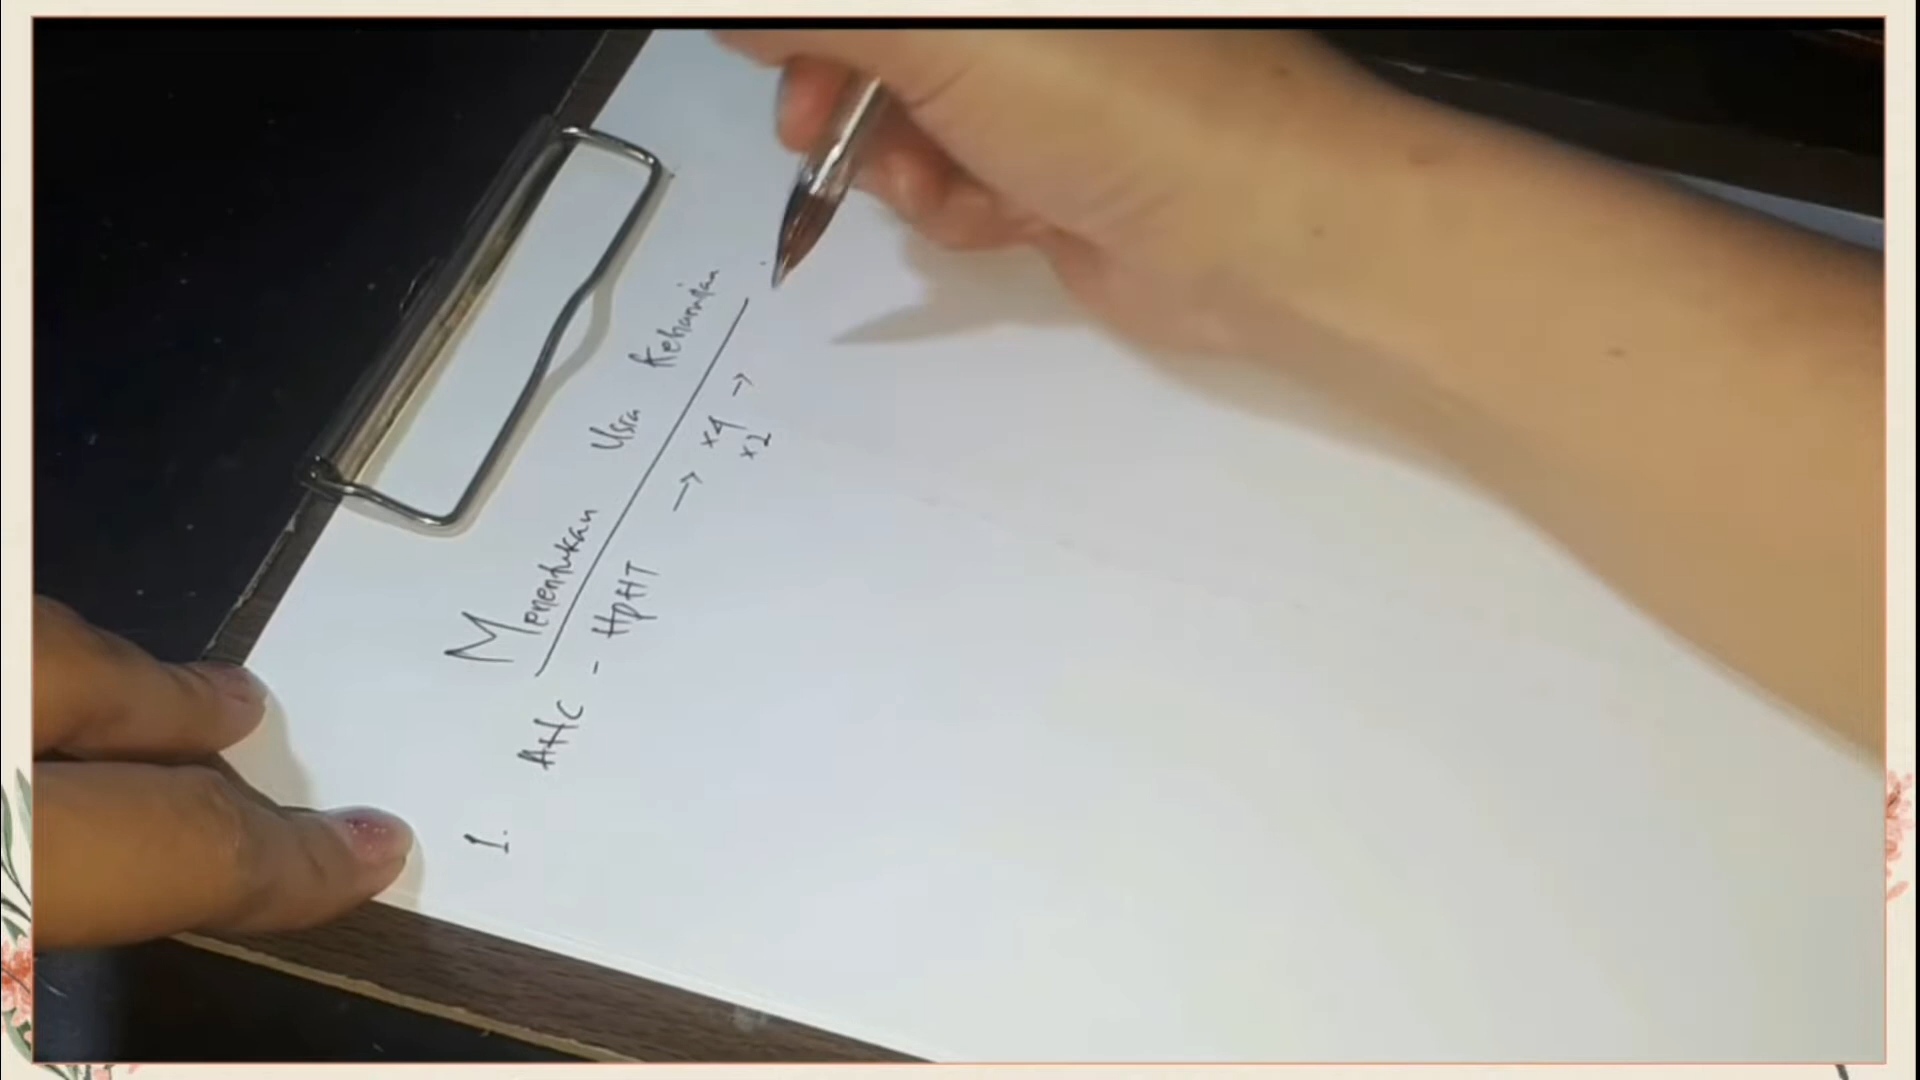 Menentukan Usia Kehamilan
1. AHC - HPHT → x4 →
x2